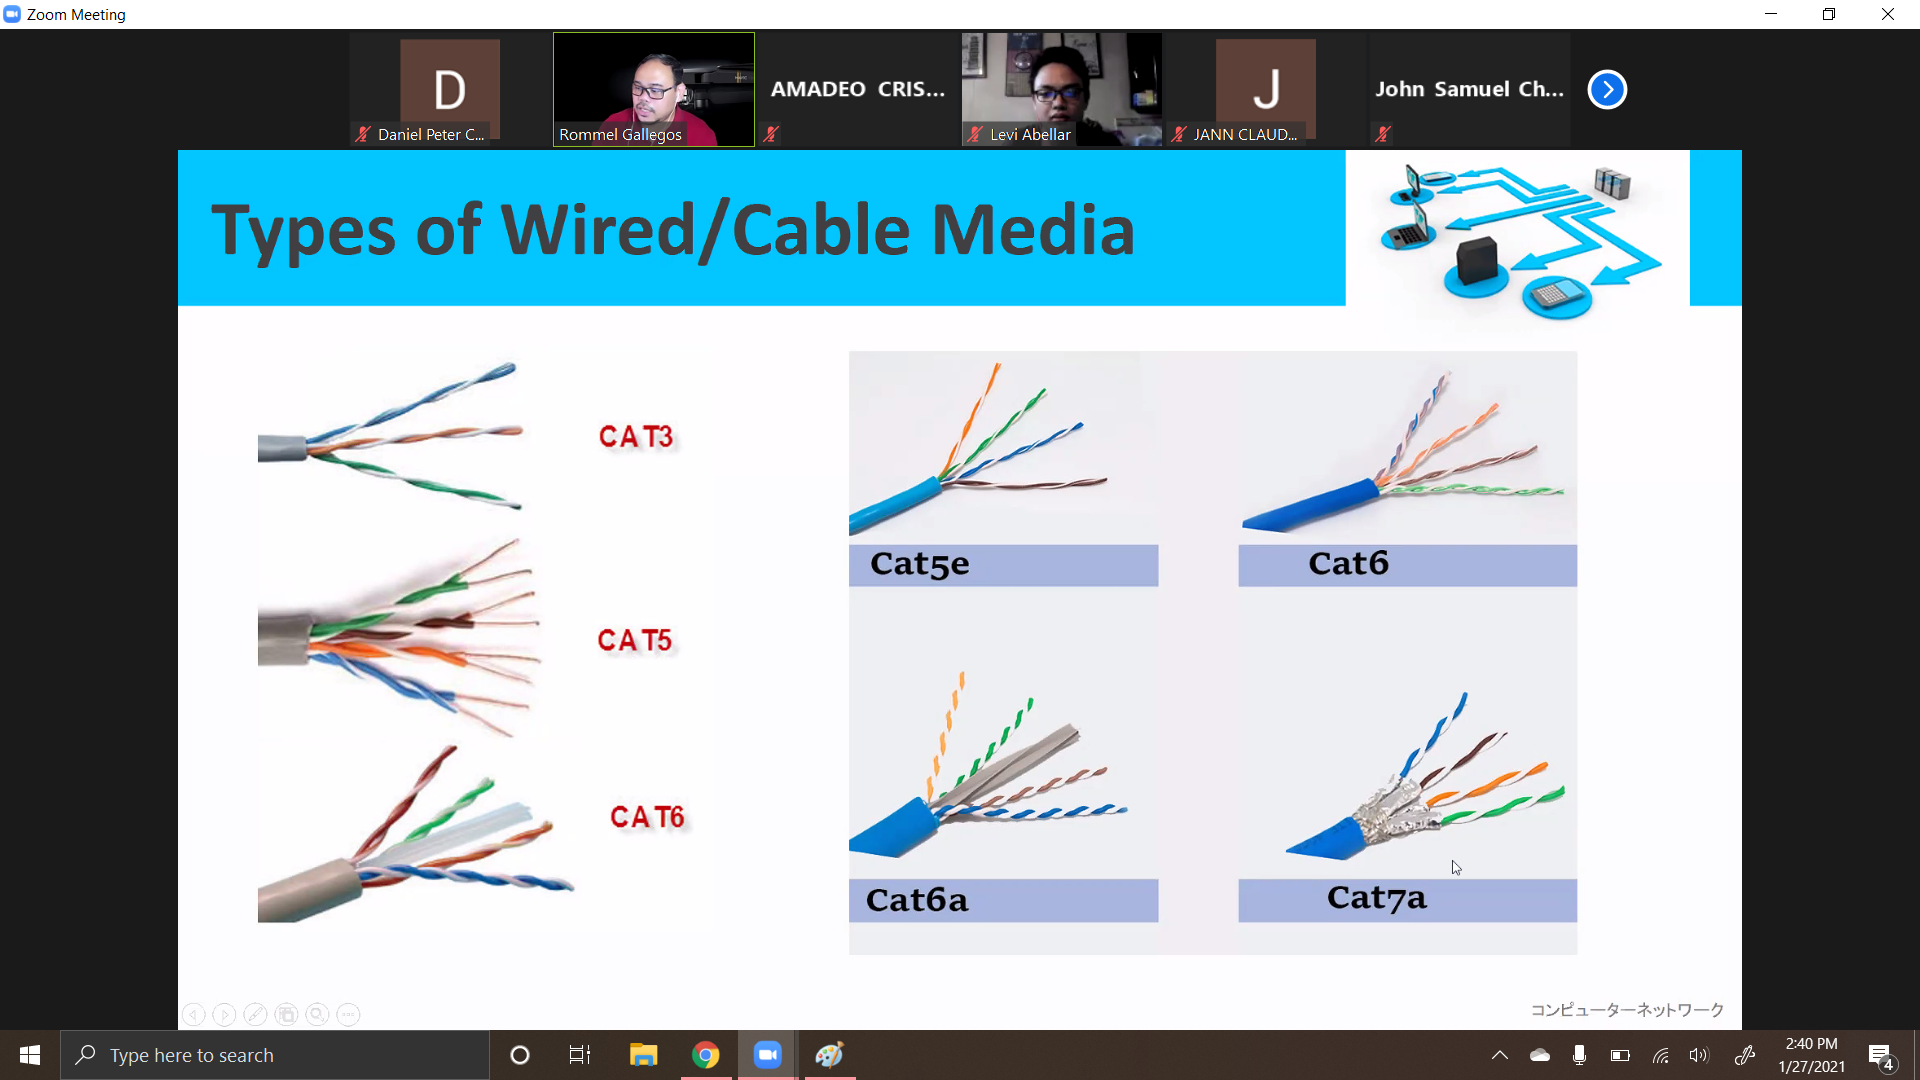 Zoom Meeting
D
Daniel Peter C...
Rommel Gallegos
AMADEO CRIS...
Levi Abellar
J
JANN CLAUD...
John Samuel Ch...
Types of Wired/Cable Media
CAT3
CAT5
CAT6
Cat5e
Cat6
Cat6a
Cat7a
コンピューターネットワーク
Type here to search
2:40 PM
1/27/2021
4